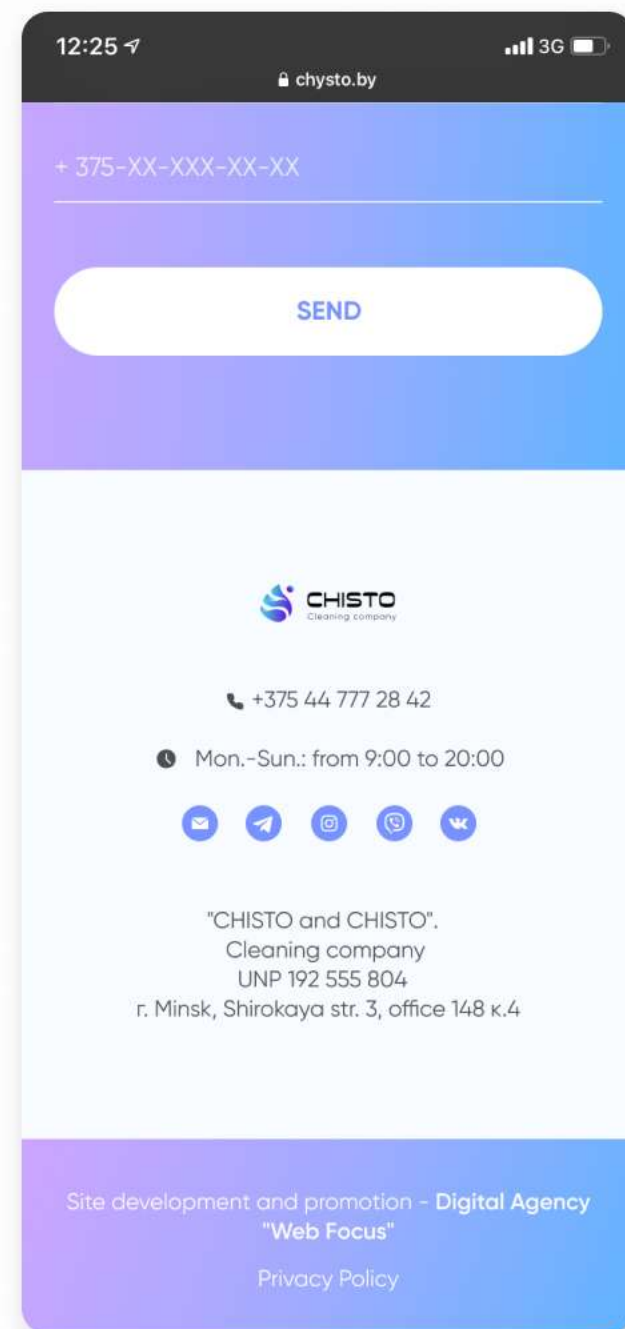 12:25
3G
chysto.by
+ 375-XX-XXX-XX-XX
SEND
CHISTO
Cleaning company
+375 44 777 28 42
Mon.-Sun.: from 9:00 to 20:00
"CHISTO and CHISTO".
Cleaning company
UNP 192 555 804
г. Minsk, Shirokaya str. 3, office 148 к.4
Site development and promotion - Digital Agency
"Web Focus"
Privacy Policy